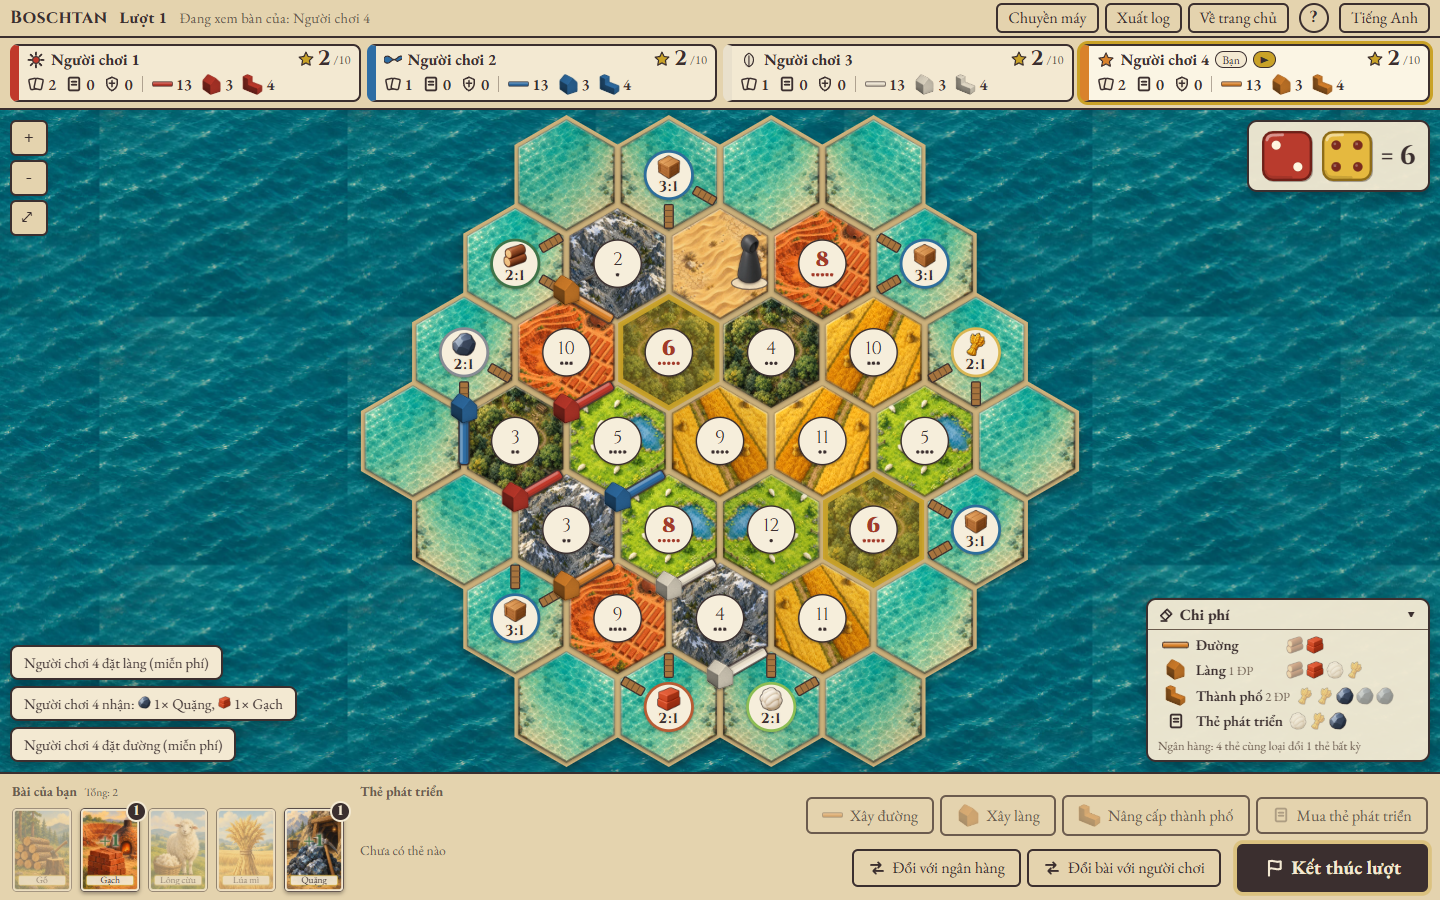 BOSCHTAN Lượt 1 Đang xem bàn của: Người chơi 4
Chuyển máy Xuất log Về trang chủ ? Tiếng Anh
Người chơi 1 2 /10
2 0 0 13 3 4
Người chơi 2 2 /10
1 0 0 13 3 4
Người chơi 3 2 /10
1 0 0 13 3 4
Người chơi 4 Bạn 2 /10
2 0 0 13 3 4
+
-
= 6
3:1
2:1 2 8 3:1
2:1 10 6 4 10 2:1
3 5 9 11 5
3 8 12 6 3:1
3:1 9 4 11
2:1 2:1
Người chơi 4 đặt làng (miễn phí)
Người chơi 4 nhận: 1× Quặng, 1× Gạch
Người chơi 4 đặt đường (miễn phí)
Chi phí
Đường
Làng 1 ĐP
Thành phố 2 ĐP
Thẻ phát triển
Ngân hàng: 4 thẻ cùng loại đổi 1 thẻ bất kỳ
Bài của bạn Tổng: 2
1 1
+1 +1
Gỗ Gạch Lông cừu Lúa mì Quặng
Thẻ phát triển
Chưa có thẻ nào
Xây đường Xây làng Nâng cấp thành phố Mua thẻ phát triển
Đổi với ngân hàng Đổi bài với người chơi Kết thúc lượt